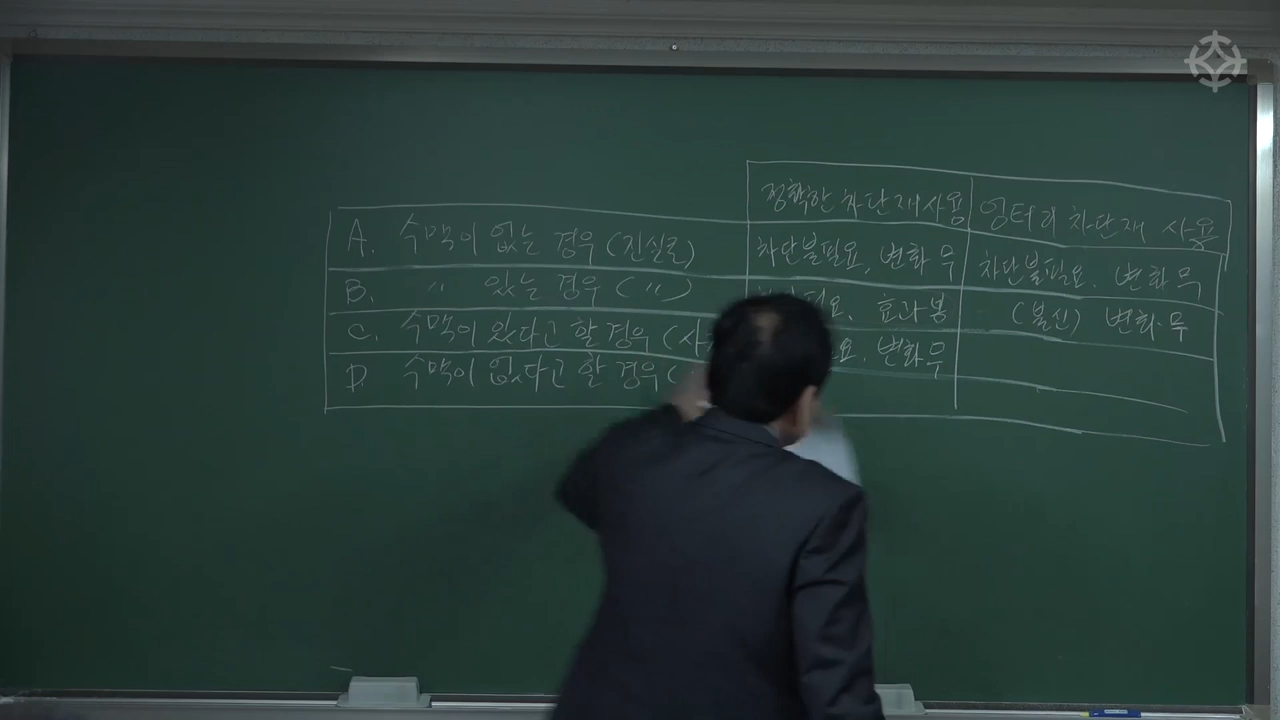 정확한 차단재사용 엉터리 차단재 사용
A. 수맥이 없는 경우 (진실로) 차단불필요, 변화 무 차단불필요. 변화 무
B. 〃 있는 경우 (〃) 효과봉 (불신) 변화 무
C. 수맥이 있다고 할 경우 (사 변화 무
D. 수맥이 없다고 할 경우 (